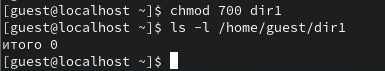 [guest@localhost ~]$ chmod 700 dir1
[guest@localhost ~]$ ls -l /home/guest/dir1
итого 0
[guest@localhost ~]$